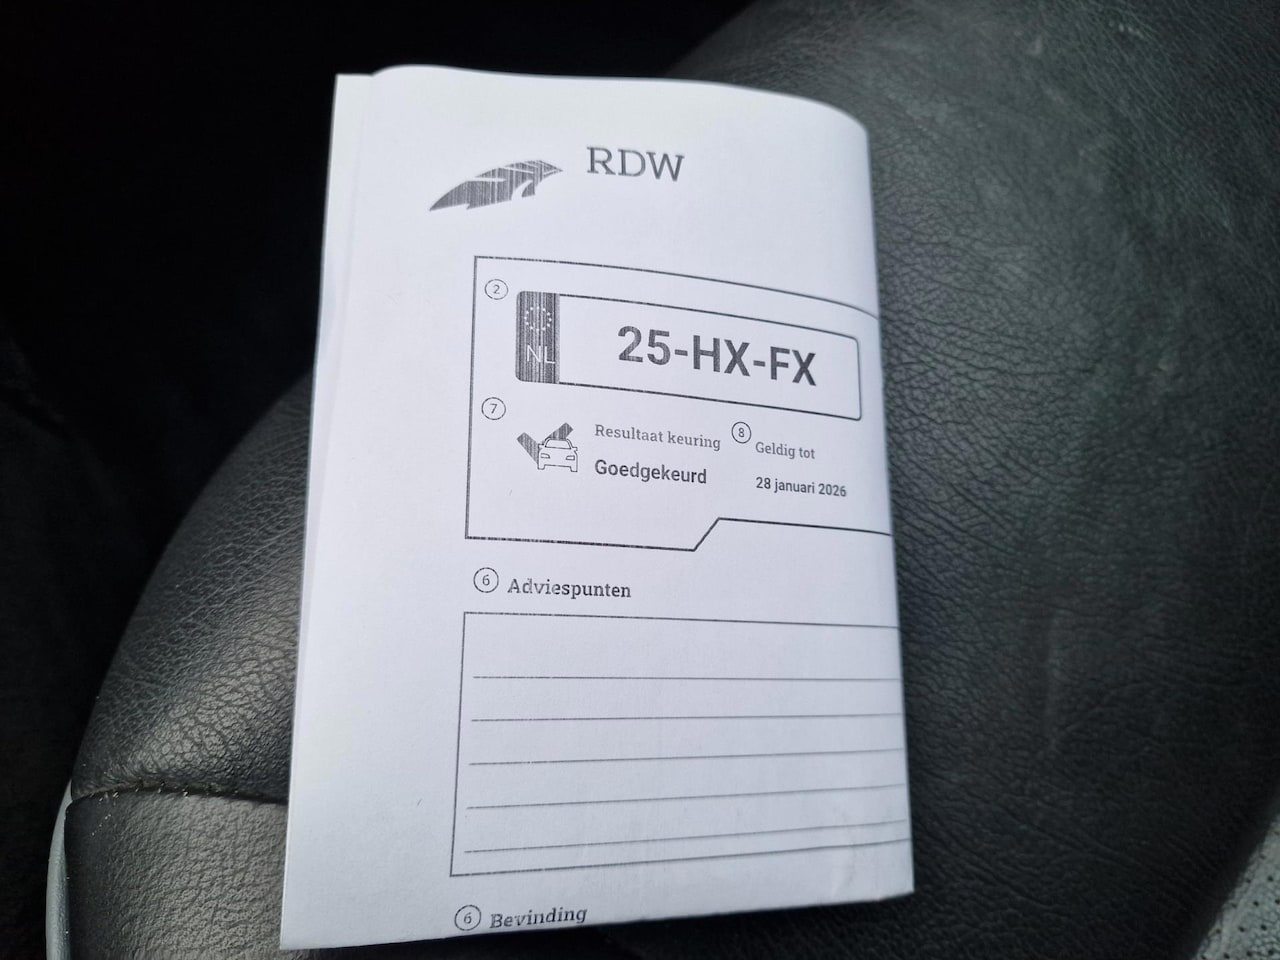 RDW
2
NL
25-HX-FX
7
Resultaat keuring
Goedgekeurd
8
Geldig tot
28 januari 2026
6 Adviespunten
6 Bevinding